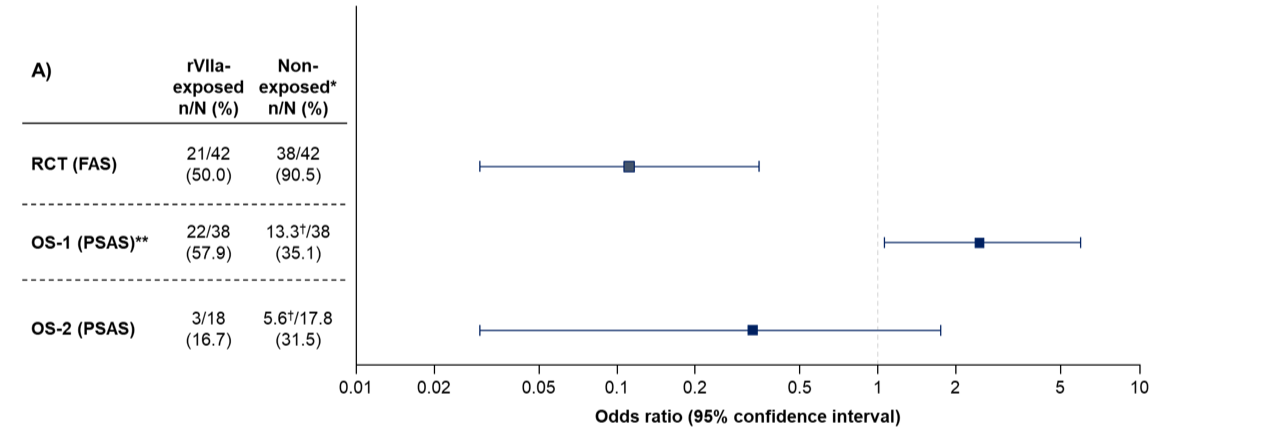 A)
rVIIa-
exposed
n/N (%)
Non-
exposed*
n/N (%)
RCT (FAS)
21/42
(50.0)
38/42
(90.5)
OS-1 (PSAS)**
22/38
(57.9)
13.3†/38
(35.1)
OS-2 (PSAS)
3/18
(16.7)
5.6†/17.8
(31.5)
0.01 0.02 0.05 0.1 0.2 0.5 1 2 5 10
Odds ratio (95% confidence interval)